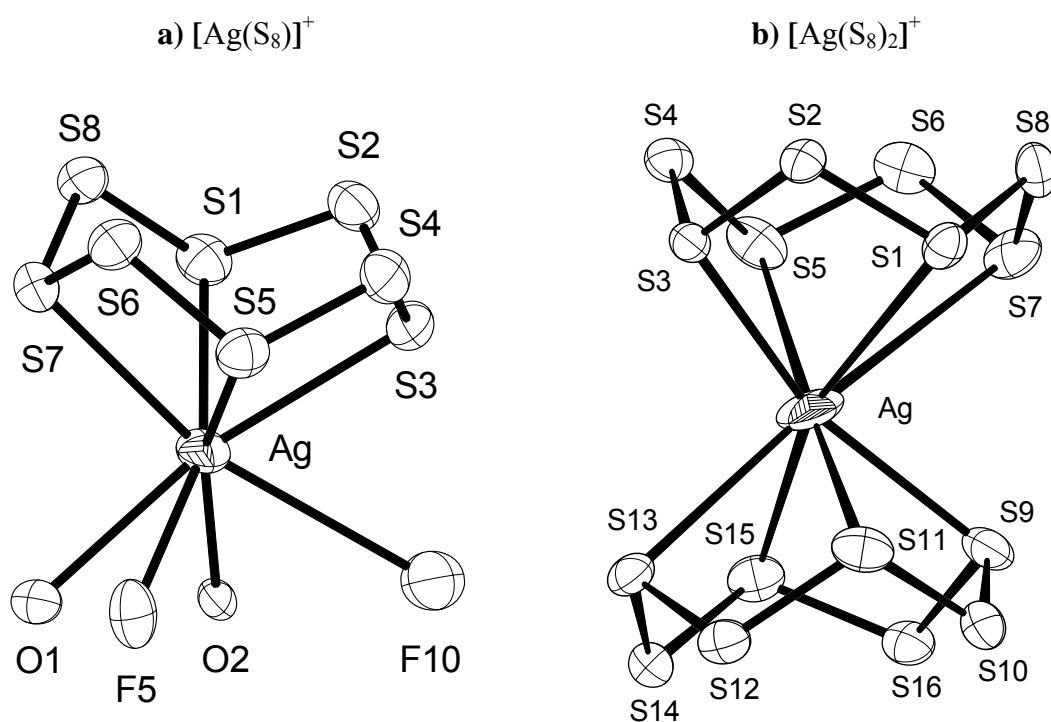 a) [Ag(S₈)]⁺
b) [Ag(S₈)₂]⁺
S8
S2
S1
S4
S6
S5
S7
S3
Ag
O1
F5
O2
F10
S4
S2
S6
S8
S3
S5
S1
S7
Ag
S13
S15
S11
S9
S14
S12
S16
S10